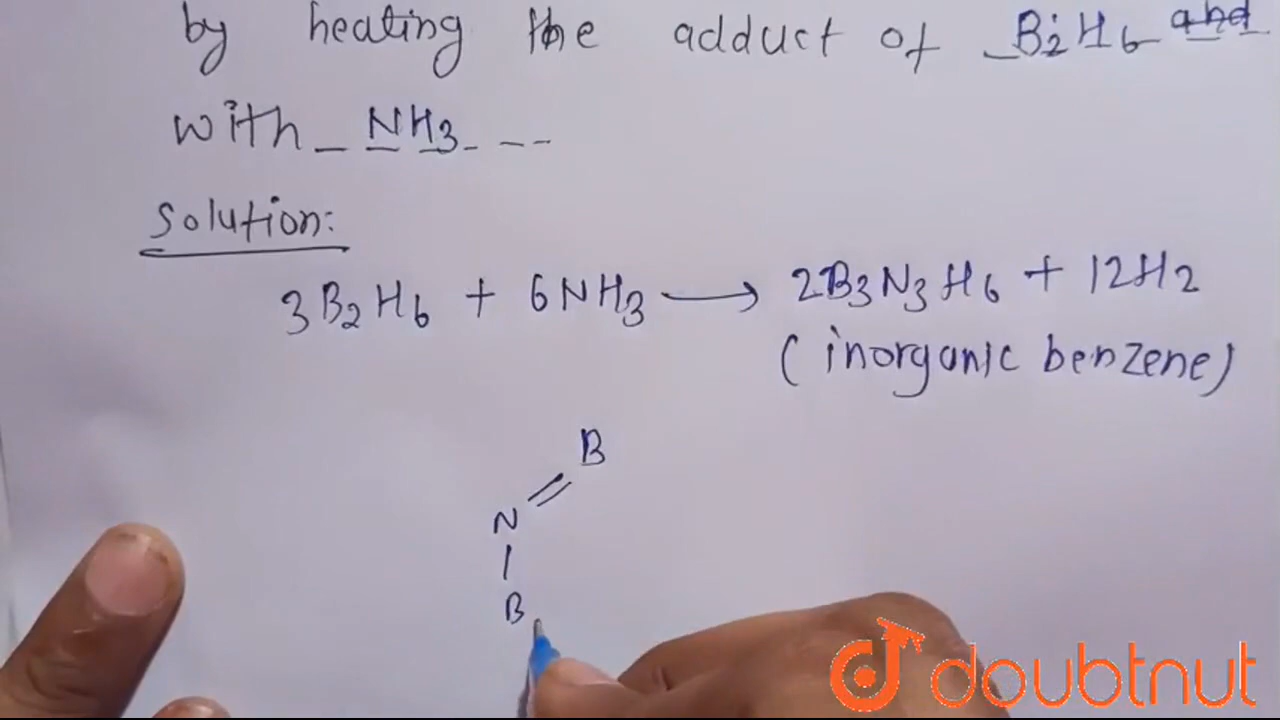 by heating the adduct of B2H6 and
with NH3
Solution:
3B2H6 + 6NH3 → 2B3N3H6 + 12H2
(inorganic benzene)
B
N
B
doubtnut